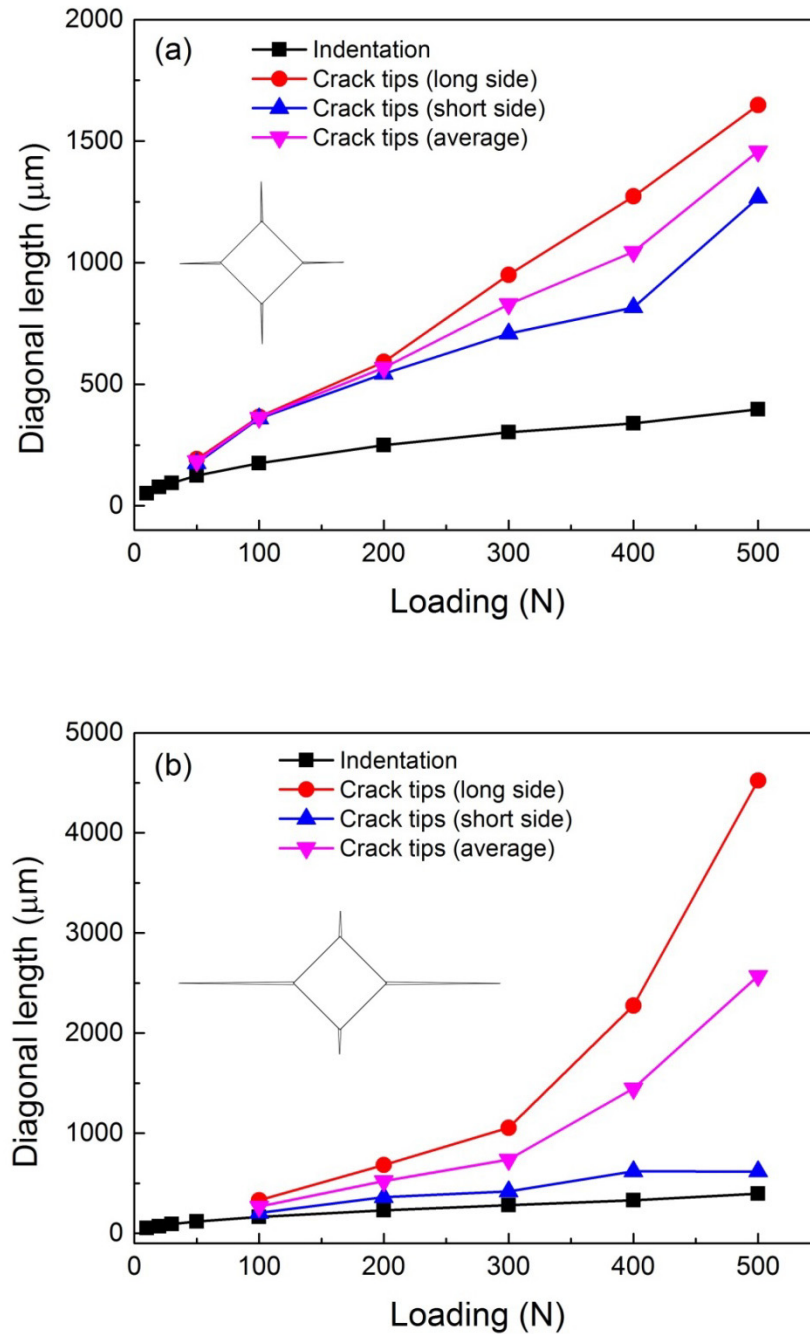 2000
(a)
Indentation
Crack tips (long side)
Crack tips (short side)
Crack tips (average)
1500
1000
500
0
Diagonal length (μm)
0 100 200 300 400 500
Loading (N)
5000
(b)
Indentation
Crack tips (long side)
Crack tips (short side)
Crack tips (average)
4000
3000
2000
1000
0
Diagonal length (μm)
0 100 200 300 400 500
Loading (N)